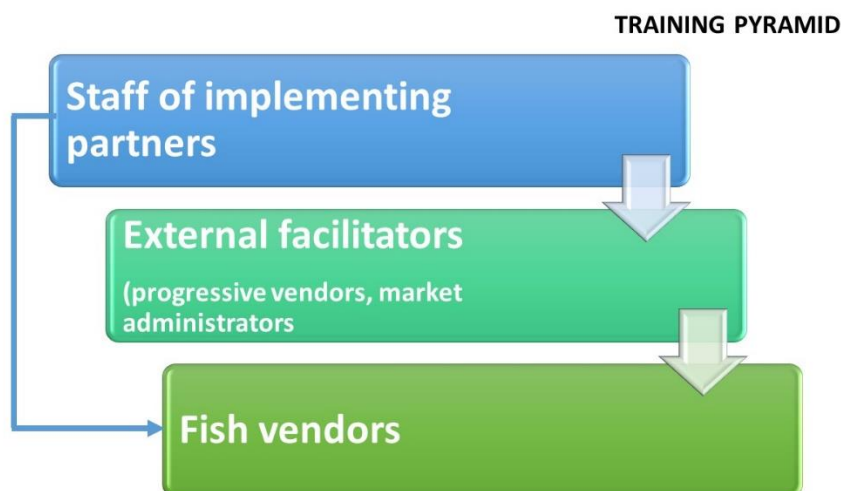 TRAINING PYRAMID
Staff of implementing
partners
External facilitators
(progressive vendors, market
administrators
Fish vendors